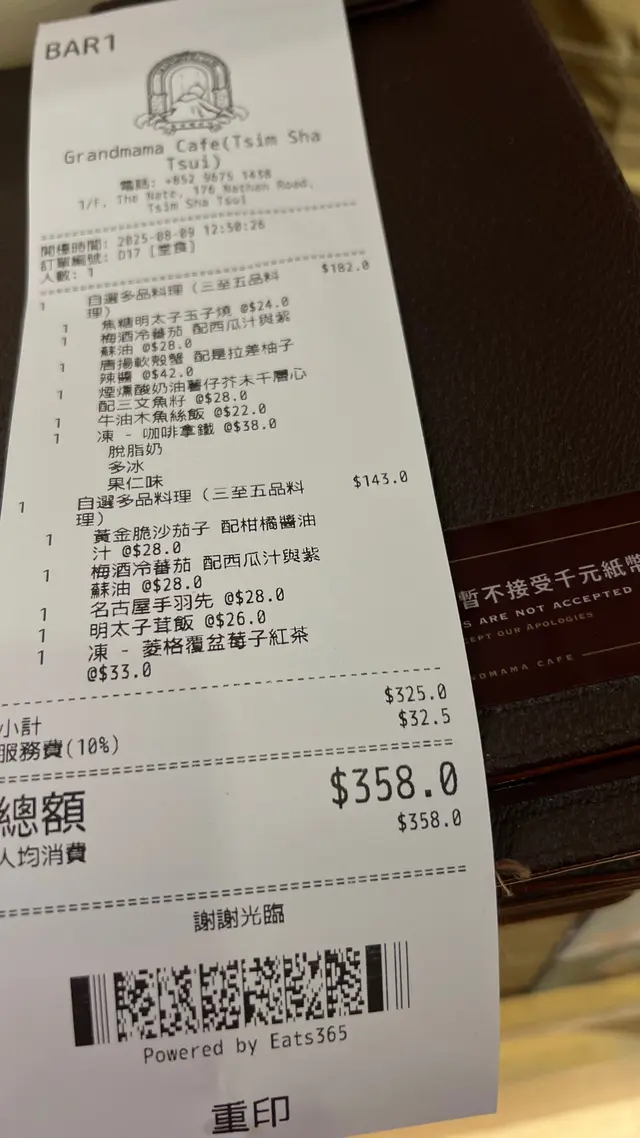 BAR1
Grandmama Cafe(Tsim Sha
Tsui)
電話: +852 9675 1438
1/F, The Nate, 176 Nathan Road,
Tsim Sha Tsui
開檯時間: 2025-08-09 12:50:26
訂單編號: D17 [堂食]
人數: 1
1 自選多品料理 (三至五品料 $182.0
理)
1 焦糖明太子玉子燒 @$24.0
1 梅酒冷蕃茄 配西瓜汁與紫
蘇油 @$28.0
1 唐揚軟殼蟹 配是拉差柚子
辣醬 @$42.0
1 煙燻酸奶油薯仔芥末千層心
配三文魚籽 @$28.0
1 牛油木魚絲飯 @$22.0
1 凍 - 咖啡拿鐵 @$38.0
脫脂奶
多冰
果仁味
1 自選多品料理 (三至五品料 $143.0
理)
1 黃金脆沙茄子 配柑橘醬油
汁 @$28.0
1 梅酒冷蕃茄 配西瓜汁與紫
蘇油 @$28.0
1 名古屋手羽先 @$28.0
1 明太子茸飯 @$26.0
1 凍 - 菱格覆盆莓子紅茶
@$33.0
小計 $325.0
服務費(10%) $32.5
總額 $358.0
人均消費 $358.0
謝謝光臨
Powered by Eats365
重印
暫不接受千元紙幣
S ARE NOT ACCEPTED
CEPT OUR APOLOGIES
NDMAMA CAFE